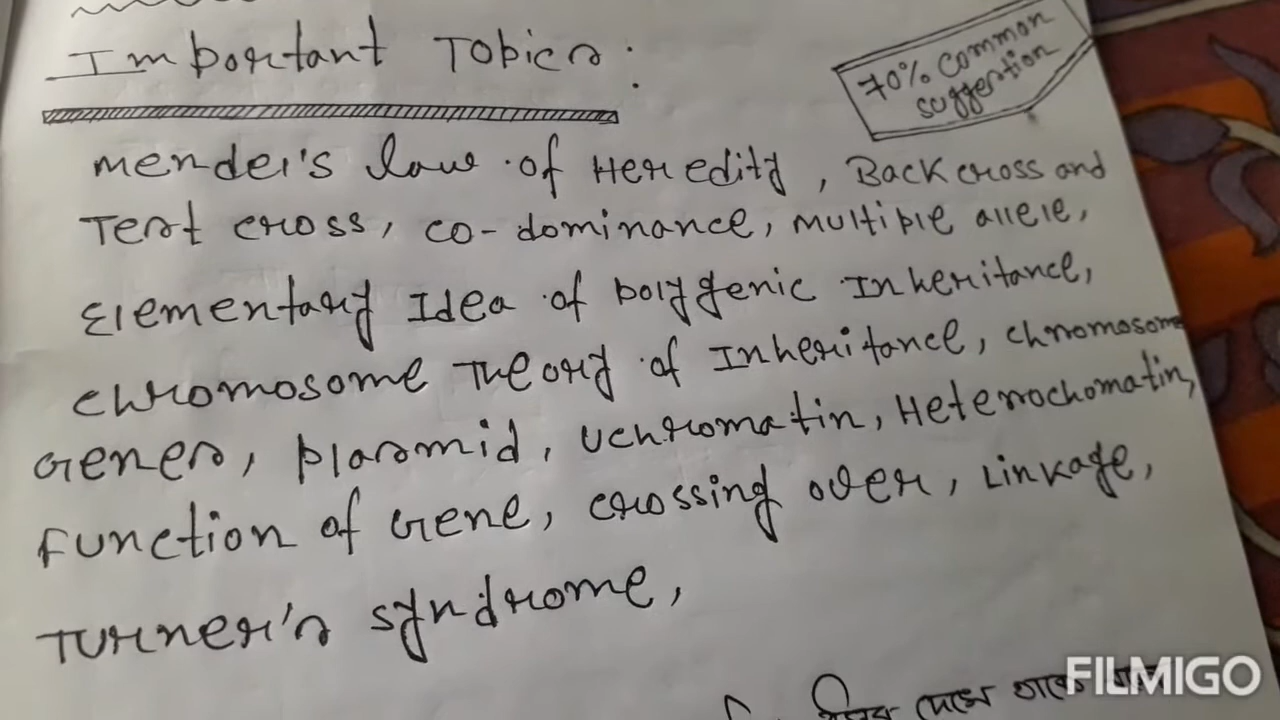 Important Topics:
70% common
suggestion
Mendel's law of Heredity, Back cross and
Test cross, co-dominance, multiple allele,
Elementary Idea of polygenic Inheritance,
chromosome Theory of Inheritance, chromosome
Genes, plasmid, uchromatin, Heterrochomatin,
Function of Gene, crossing over, Linkage,
Turner's syndrome,
FILMIGO